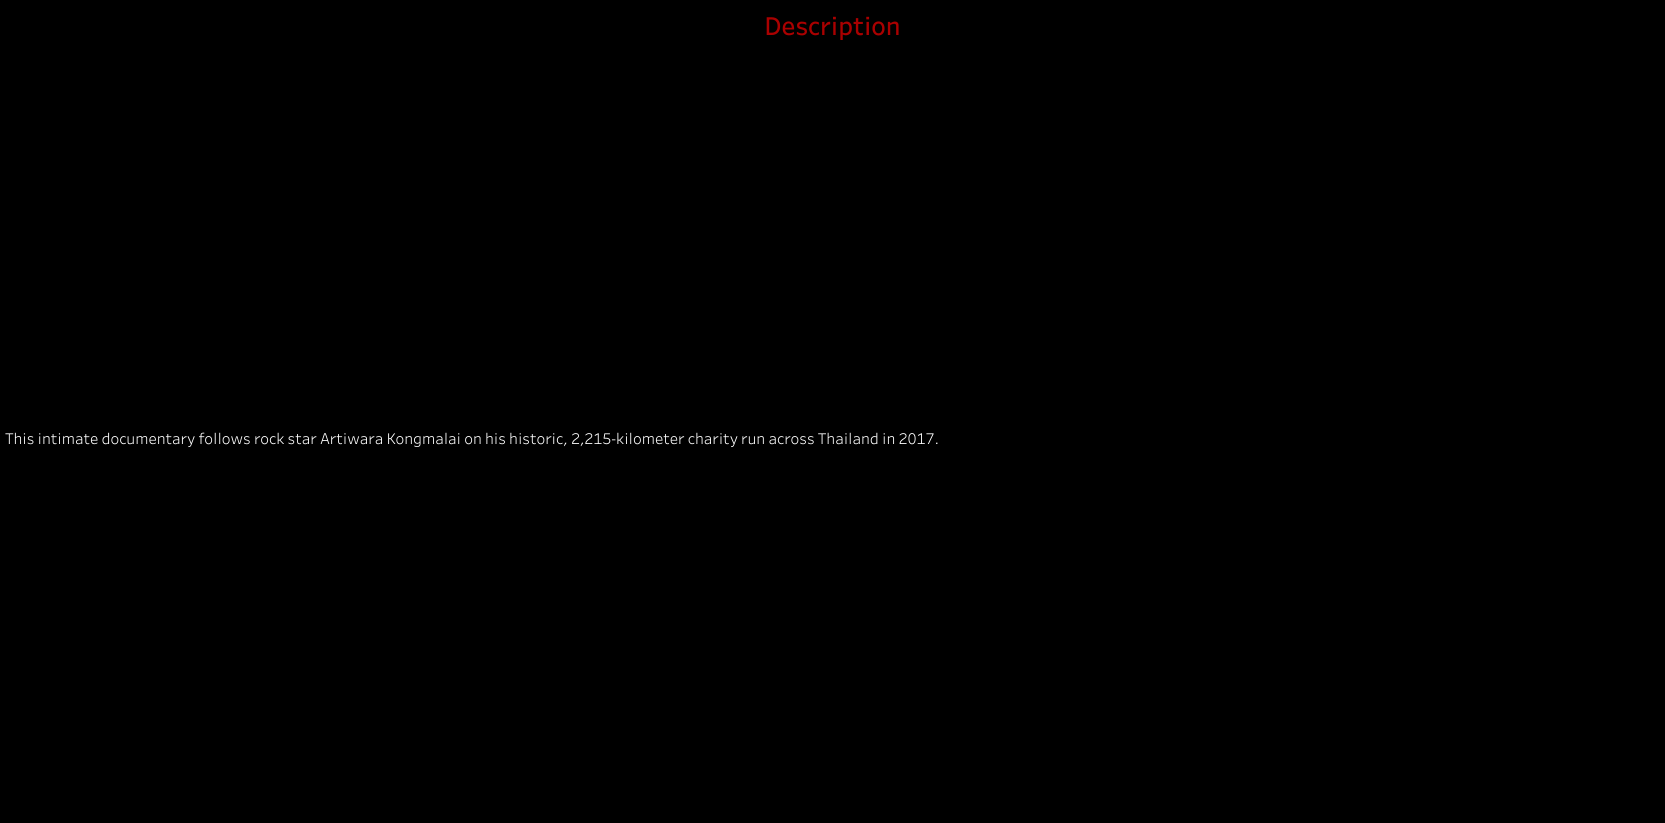 Description
This intimate documentary follows rock star Artiwara Kongmalai on his historic, 2,215-kilometer charity run across Thailand in 2017.